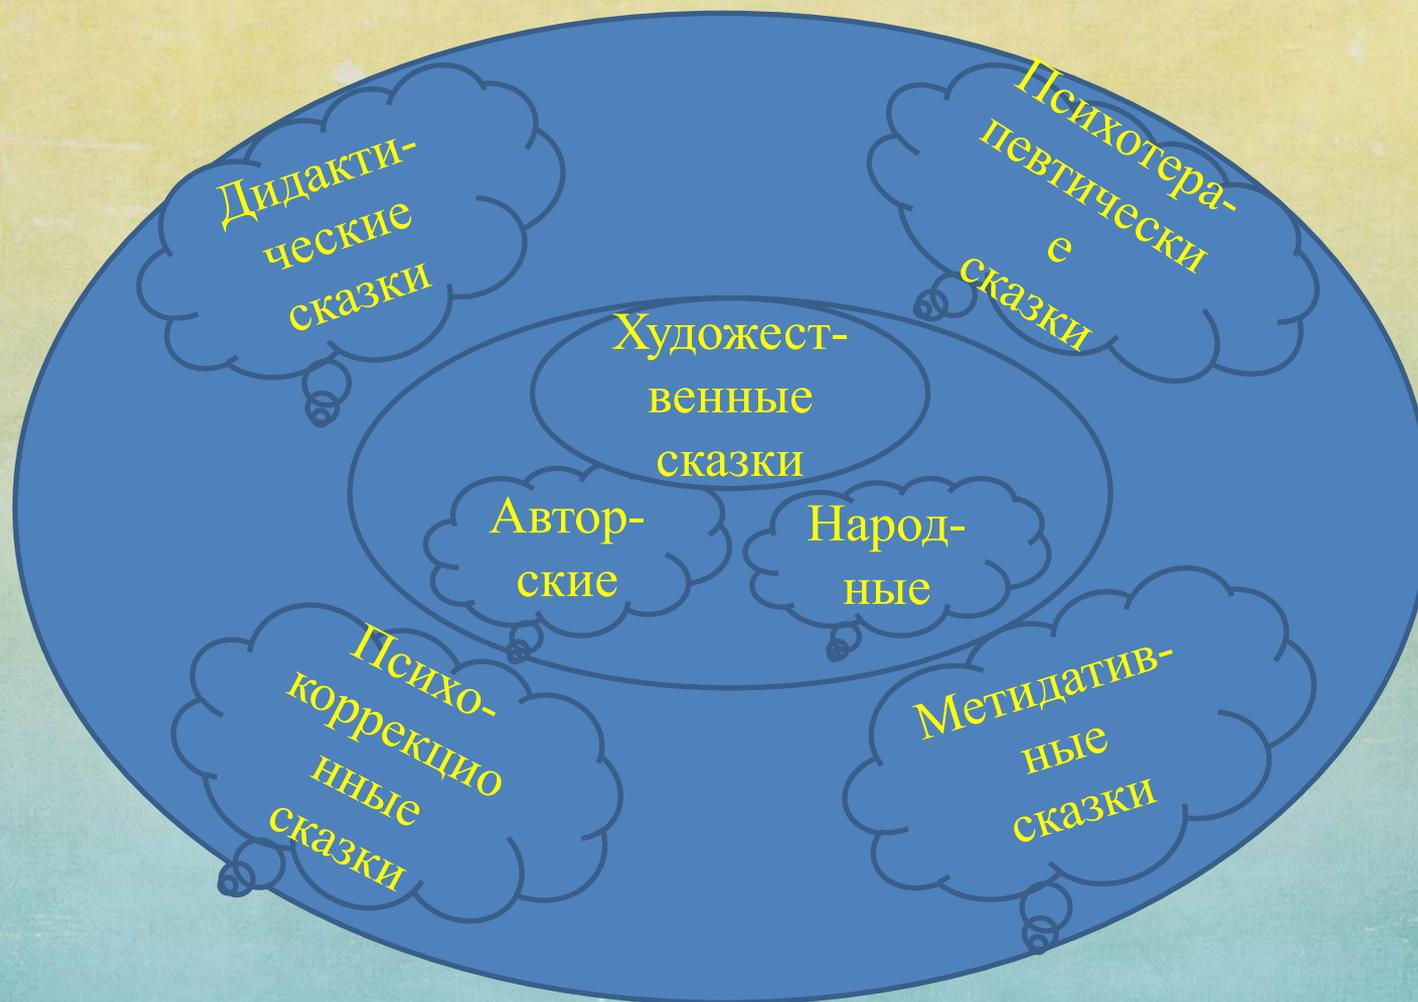 Дидакти-
ческие
сказки
Психотера-
певтически
е
сказки
Художест-
венные
сказки
Автор-
ские
Народ-
ные
Психо-
коррекцио
нные
сказки
Метидатив-
ные
сказки